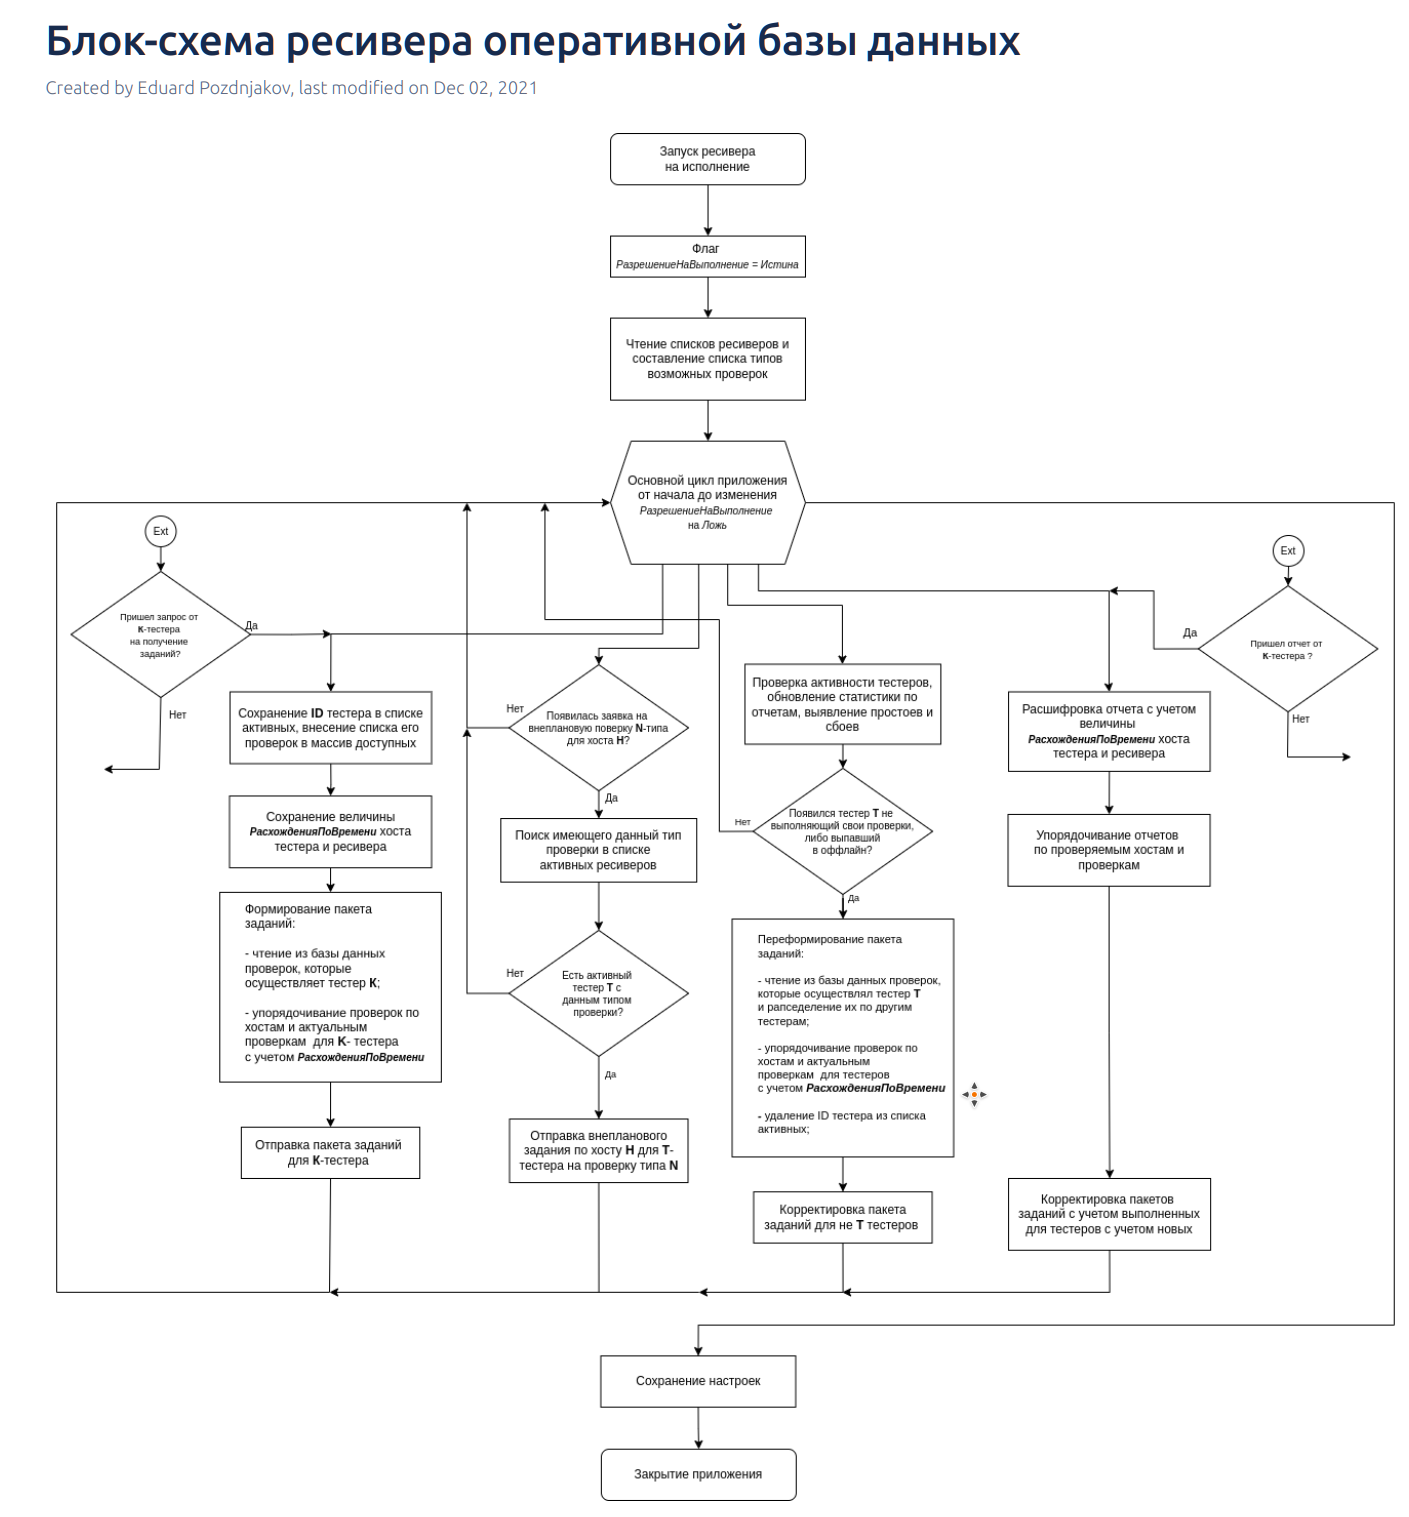 Блок-схема ресивера оперативной базы данных
Created by Eduard Pozdnjakov, last modified on Dec 02, 2021
Запуск ресивера
на исполнение
Флаг
РазрешениеНаВыполнение = Истина
Чтение списков ресиверов и
составление списка типов
возможных проверок
Основной цикл приложения
от начала до изменения
РазрешениеНаВыполнение
на Ложь
Ext
Пришел запрос от
К-тестера
на получение
заданий?
Да
Нет
Сохранение ID тестера в списке
активных, внесение списка его
проверок в массив доступных
Сохранение величины
РасхожденияПоВремени хоста
тестера и ресивера
Формирование пакета
заданий:
- чтение из базы данных
проверок, которые
осуществляет тестер К;
- упорядочивание проверок по
хостам и актуальным
проверкам для К- тестера
с учетом РасхожденияПоВремени
Отправка пакета заданий
для К-тестера
Появилась заявка на
внеплановую поверку N-типа
для хоста H?
Нет
Да
Поиск имеющего данный тип
проверки в списке
активных ресиверов
Есть активный
тестер Т с
данным типом
проверки?
Нет
Да
Отправка внепланового
задания по хосту H для Т-
тестера на проверку типа N
Проверка активности тестеров,
обновление статистики по
отчетам, выявление простоев и
сбоев
Появился тестер Т не
выполняющий свои проверки,
либо выпавший
в оффлайн?
Нет
Да
Переформирование пакета
заданий:
- чтение из базы данных проверок,
которые осуществлял тестер Т
и рапседеление их по другим
тестерам;
- упорядочивание проверок по
хостам и актуальным
проверкам для тестеров
с учетом РасхожденияПоВремени
- удаление ID тестера из списка
активных;
Корректировка пакета
заданий для не Т тестеров
Ext
Пришел отчет от
К-тестера ?
Да
Нет
Расшифровка отчета с учетом
величины
РасхожденияПоВремени хоста
тестера и ресивера
Упорядочивание отчетов
по проверяемым хостам и
проверкам
Корректировка пакетов
заданий с учетом выполненных
для тестеров с учетом новых
Сохранение настроек
Закрытие приложения